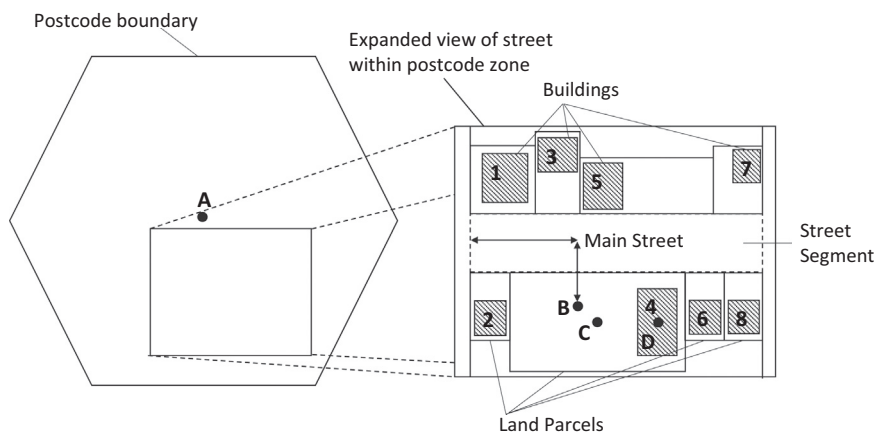 Postcode boundary
Expanded view of street
within postcode zone
Buildings
A
1
3
5
7
Main Street
Street
Segment
B
C
2
4
D
6
8
Land Parcels